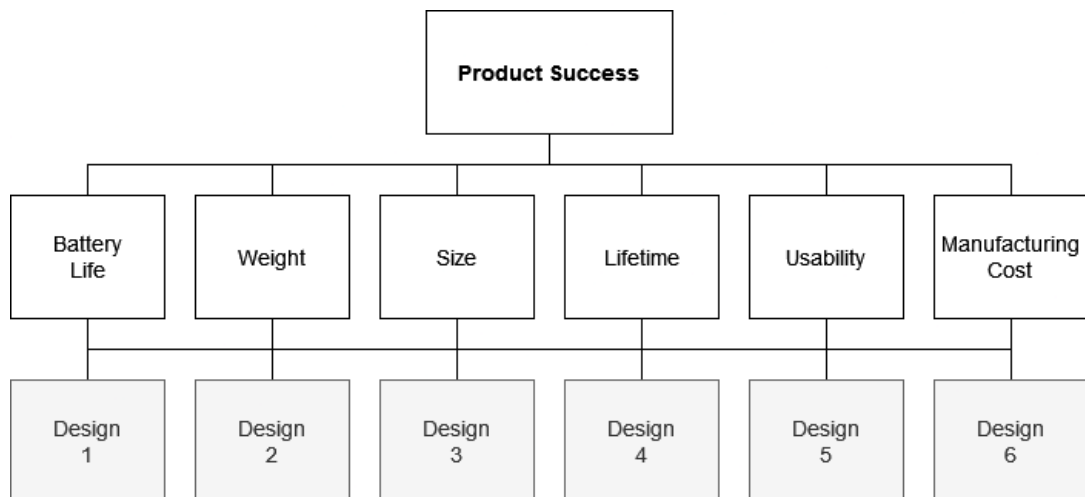 Product Success
Battery
Life
Weight
Size
Lifetime
Usability
Manufacturing
Cost
Design
1
Design
2
Design
3
Design
4
Design
5
Design
6